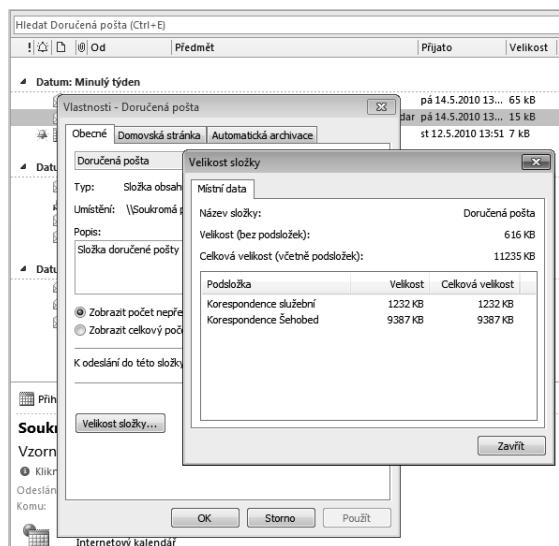 Hledat Doručená pošta (Ctrl+E)
! Od Předmět Přijato Velikost
Datum: Minulý týden
pá 14.5.2010 13... 65 kB
dar pá 14.5.2010 13... 15 kB
st 12.5.2010 13:51 7 kB
Datu
Datu
Vlastnosti - Doručená pošta
Obecné Domovská stránka Automatická archivace
Doručená pošta
Typ: Složka obsah
Umístění: \\Soukromá p
Popis:
Složka doručené pošty
Zobrazit počet nepře
Zobrazit celkový poč
K odeslání do této složky
Velikost složky...
OK Storno Použít
Velikost složky
Místní data
Název složky: Doručená pošta
Velikost (bez podsložek): 616 KB
Celková velikost (včetně podsložek): 11235 KB
Podsložka Velikost Celková velikost
Korespondence služební 1232 KB 1232 KB
Korespondence Šehobed 9387 KB 9387 KB
Zavřít
Přih
Souk
Vzorn
Klikn
Odeslán
Komu:
Internetový kalendář